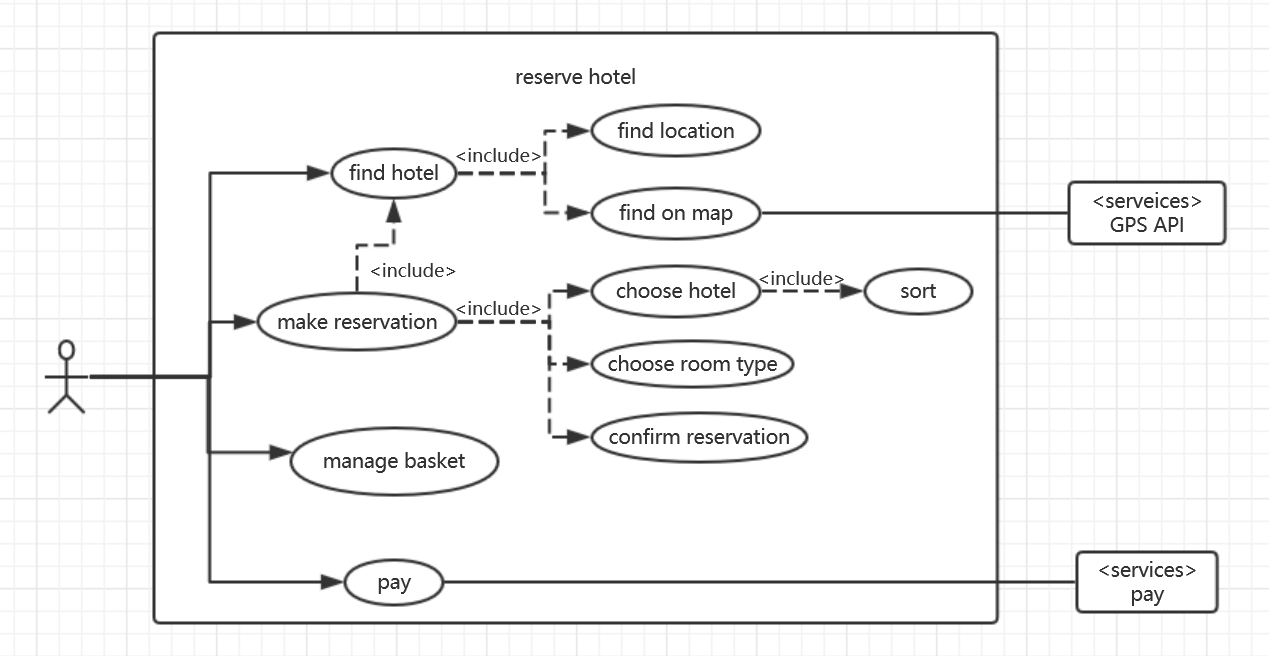 reserve hotel
find location
<include>
find hotel
<serveices>
GPS API
find on map
<include>
<include>
choose hotel
sort
<include>
make reservation
choose room type
confirm reservation
manage basket
<services>
pay
pay